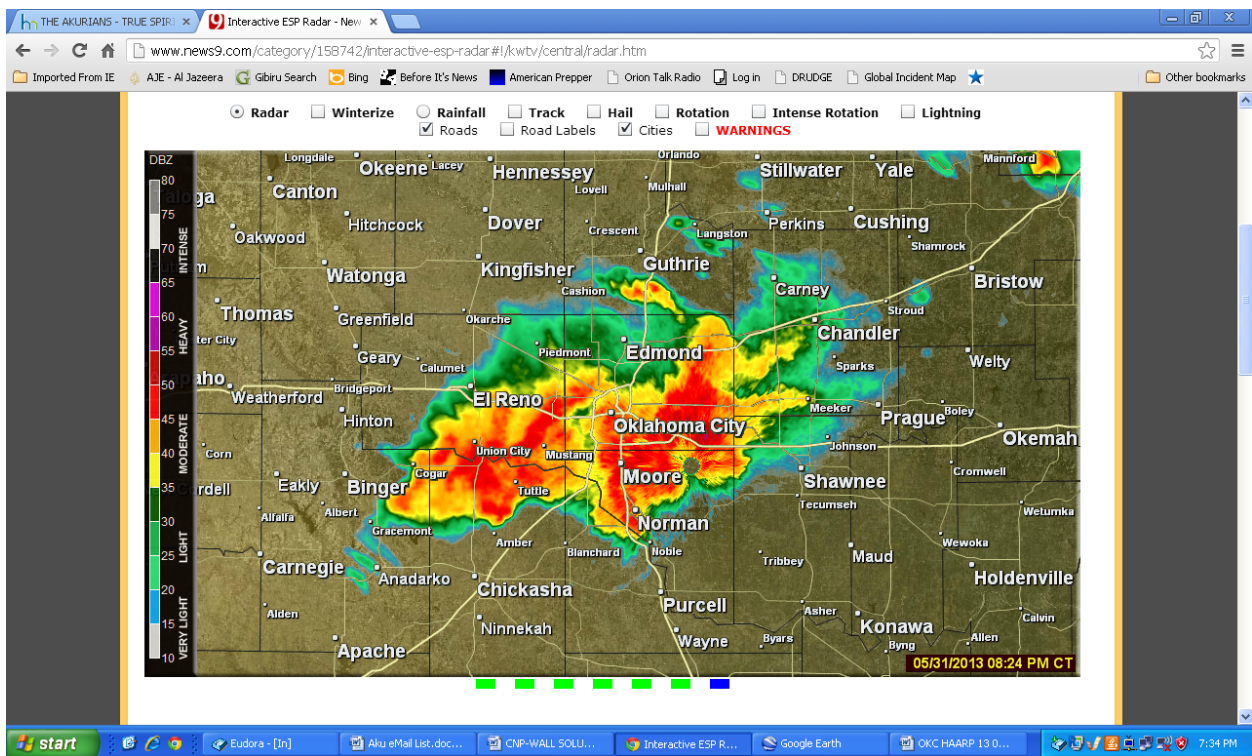 THE AKURIANS - TRUE SPIRI
Interactive ESP Radar - New
www.news9.com/category/158742/interactive-esp-radar#!/kwtv/central/radar.htm
Imported From IE AJE - Al Jazeera Gibiru Search Bing Before It's News American Prepper Orion Talk Radio Log in DRUDGE Global Incident Map Other bookmarks
Radar Winterize Rainfall Track Hail Rotation Intense Rotation Lightning
Roads Road Labels Cities WARNINGS
DBZ Longdale Okeene Lacey Hennessey Orlando Stillwater Yale Mannford
80 Canton Lovell Mulhall
75 Hitchcock Dover Crescent Langston Perkins Cushing
70 Oakwood Shamrock
INTENSE Watonga Kingfisher Guthrie Bristow
65 Cashion Carney
60 Thomas Greenfield Okarche Stroud
HEAVY Chandler
55 Geary Calumet Piedmont Edmond Sparks Welty
50 Weatherford Bridgeport El Reno Meeker Prague Boley
45 Hinton Oklahoma City Okemah
MODERATE Corn Union City Mustang Johnson
40 Eakly Binger Cogar Tuttle Moore Shawnee Cromwell
35 Alfalfa Albert Gracemont Norman Tecumseh Wetumka
30 Amber Blanchard Noble Wewoka
LIGHT Carnegie Anadarko Tribbey Maud
25 Chickasha Holdenville
20 Alden Purcell Asher Calvin
15 Ninnekah Konawa
VERY LIGHT Apache Wayne Byars Byng Allen
10 05/31/2013 08:24 PM CT
start Eudora - [In] Aku eMail List.doc... CNP-WALL SOLU... Interactive ESP R... Google Earth OKC HAARP 13 0... 7:34 PM